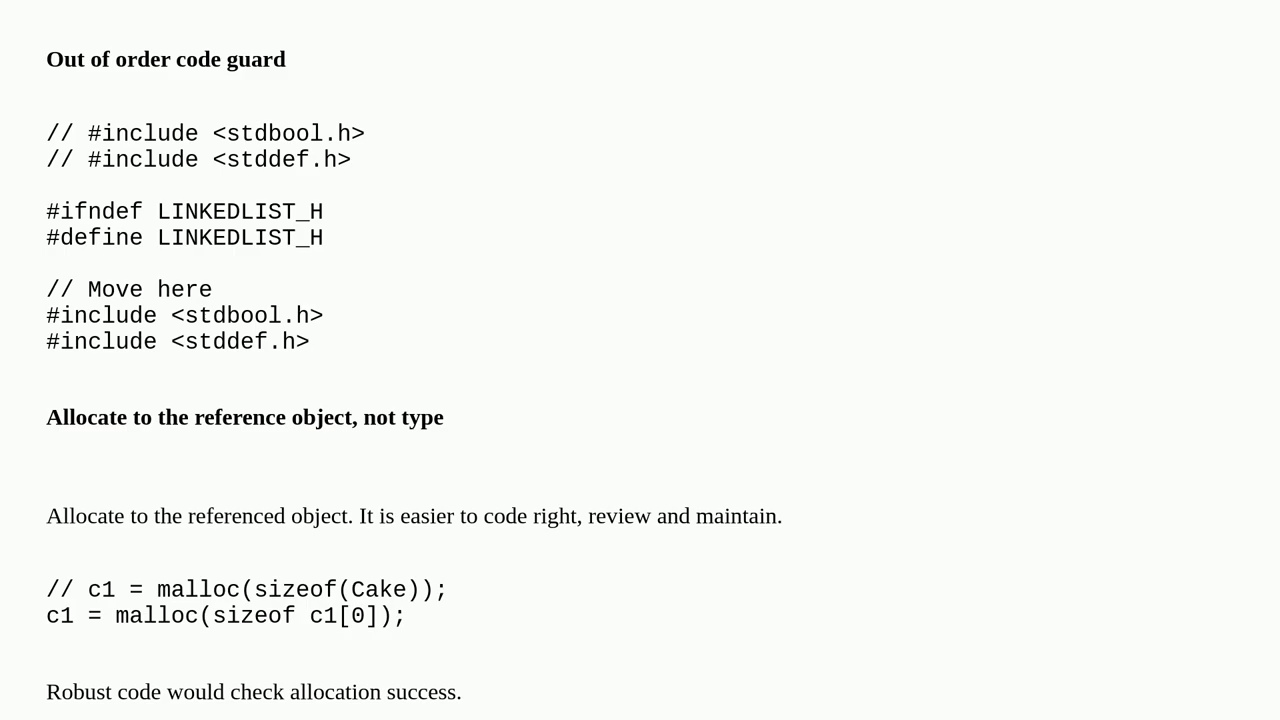 Out of order code guard
// #include <stdbool.h>
// #include <stddef.h>
#ifndef LINKEDLIST_H
#define LINKEDLIST_H
// Move here
#include <stdbool.h>
#include <stddef.h>
Allocate to the reference object, not type
Allocate to the referenced object. It is easier to code right, review and maintain.
// c1 = malloc(sizeof(Cake));
c1 = malloc(sizeof c1[0]);
Robust code would check allocation success.